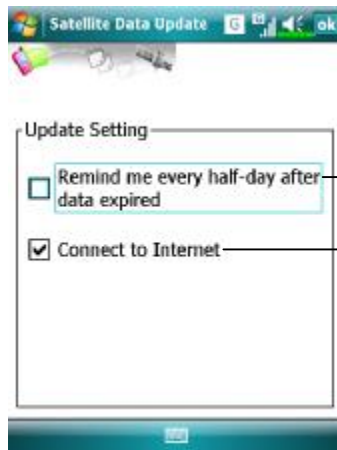 Satellite Data Update G ok
Update Setting
Remind me every half-day after
data expired
Connect to Internet